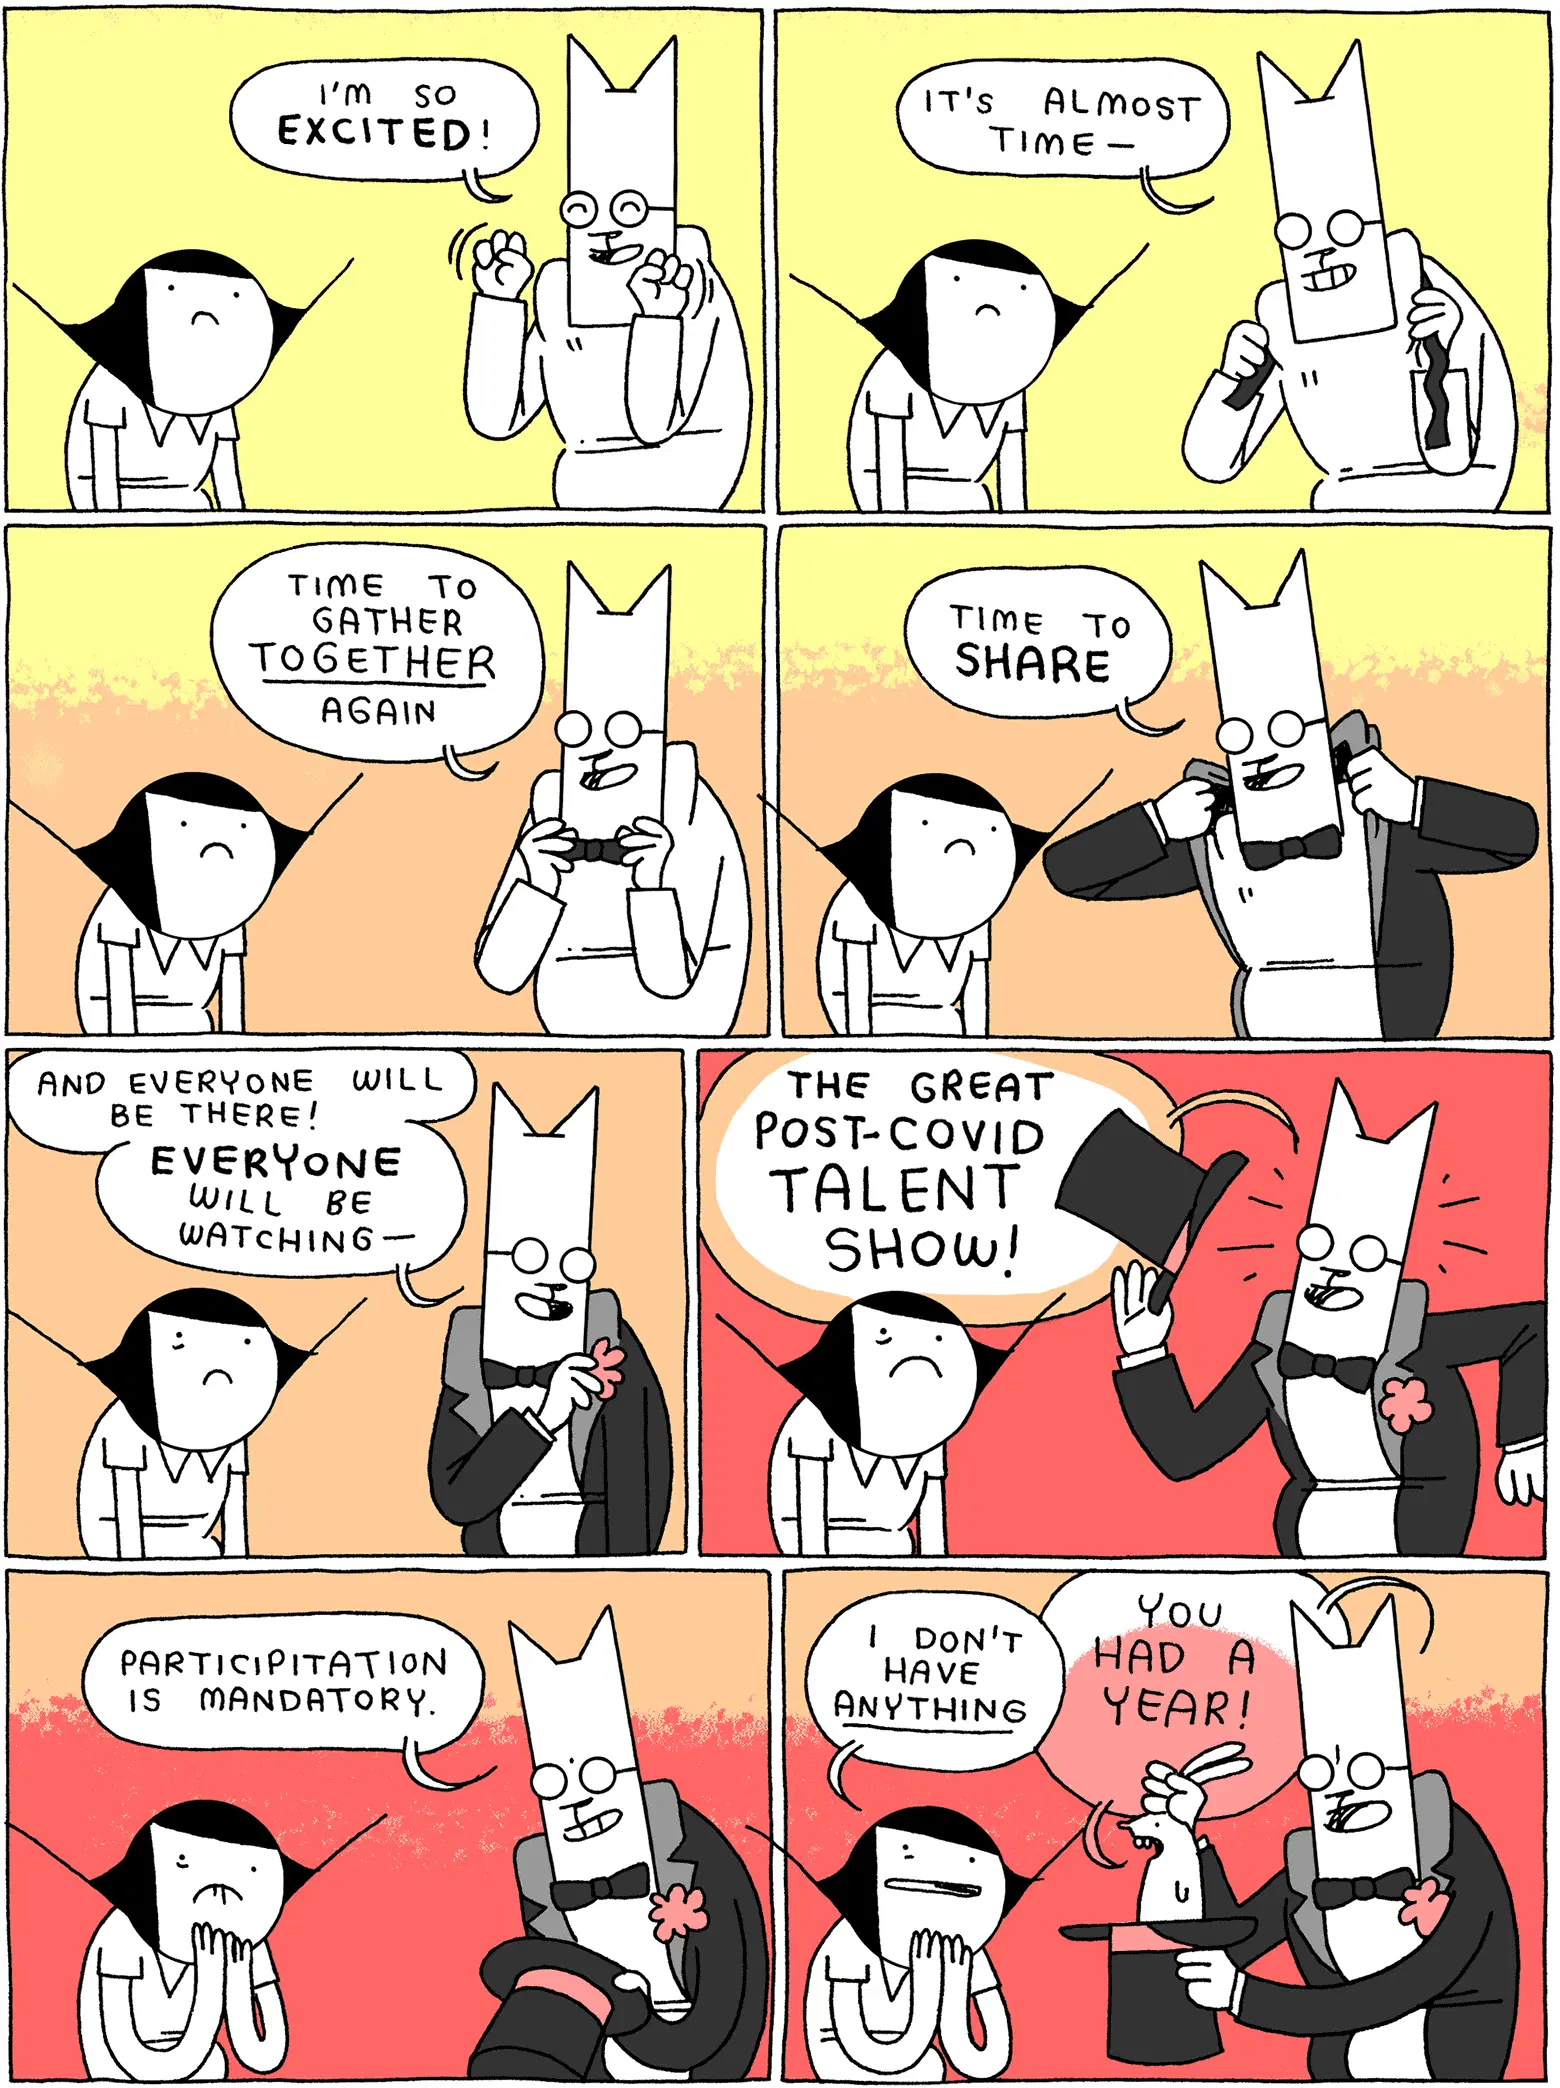 I'M SO
EXCITED!
IT'S ALMOST
TIME—
TIME TO
GATHER
TOGETHER
AGAIN
TIME TO
SHARE
AND EVERYONE WILL
BE THERE!
EVERYONE
WILL BE
WATCHING—
THE GREAT
POST-COVID
TALENT
SHOW!
PARTICIPITATION
IS MANDATORY.
I DON'T
HAVE
ANYTHING
YOU
HAD A
YEAR!